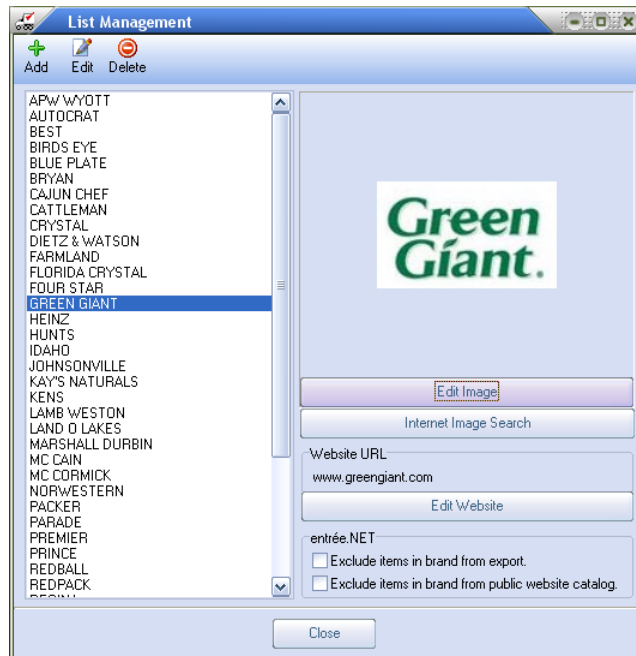 List Management
Add Edit Delete
APW WYOTT
AUTOCRAT
BEST
BIRDS EYE
BLUE PLATE
BRYAN
CAJUN CHEF
CATTLEMAN
CRYSTAL
DIETZ & WATSON
FARMLAND
FLORIDA CRYSTAL
FOUR STAR
GREEN GIANT
HEINZ
HUNTS
IDAHO
JOHNSONVILLE
KAY'S NATURALS
KENS
LAMB WESTON
LAND O LAKES
MARSHALL DURBIN
MC CAIN
MC CORMICK
NORWESTERN
PACKER
PARADE
PREMIER
PRINCE
REDBALL
REDPACK
Green
Giant.
Edit Image
Internet Image Search
Website URL
www.greengiant.com
Edit Website
entrée.NET
Exclude items in brand from export.
Exclude items in brand from public website catalog.
Close